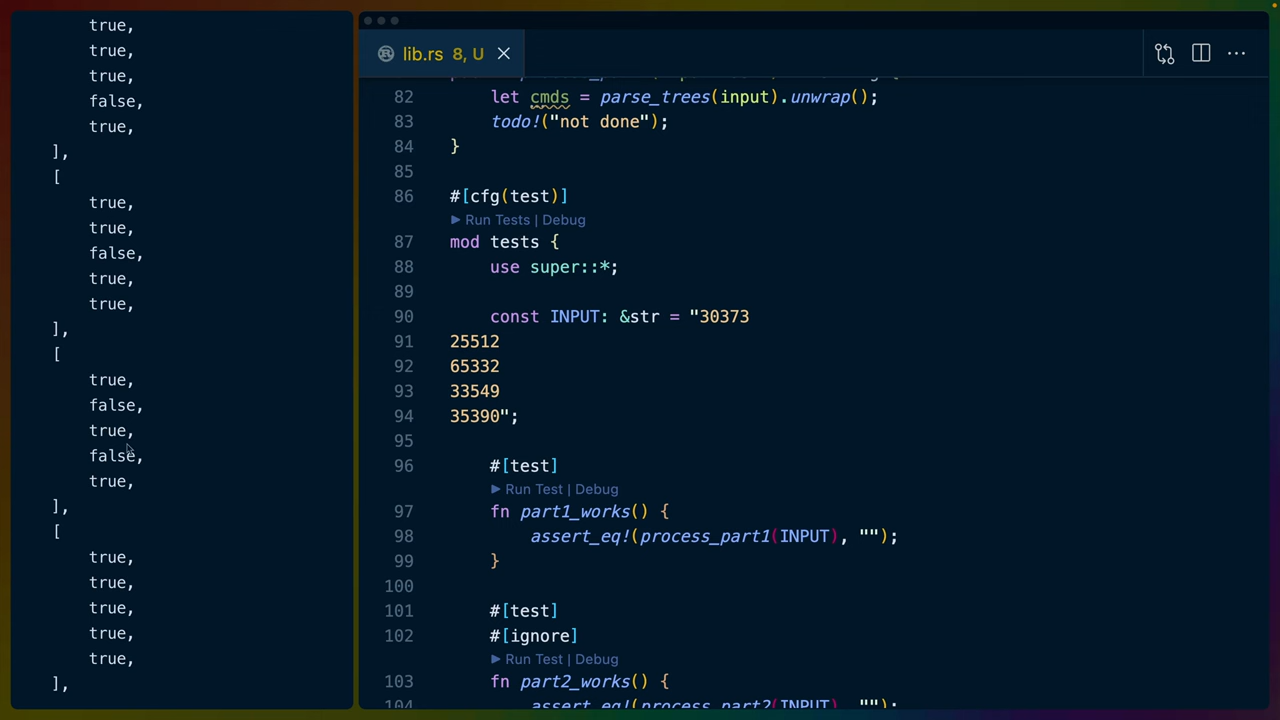 true,
true,
true,
false,
true,
],
[
true,
true,
false,
true,
true,
],
[
true,
false,
true,
false,
true,
],
[
true,
true,
true,
true,
true,
],
lib.rs 8, U
82 let cmds = parse_trees(input).unwrap();
83 todo!("not done");
84 }
85
86 #[cfg(test)]
Run Tests | Debug
87 mod tests {
88 use super::*;
89
90 const INPUT: &str = "30373
91 25512
92 65332
93 33549
94 35390";
95
96 #[test]
Run Test | Debug
97 fn part1_works() {
98 assert_eq!(process_part1(INPUT), "");
99 }
100
101 #[test]
102 #[ignore]
Run Test | Debug
103 fn part2_works() {
104 assert_eq!(process_part2(INPUT), "");